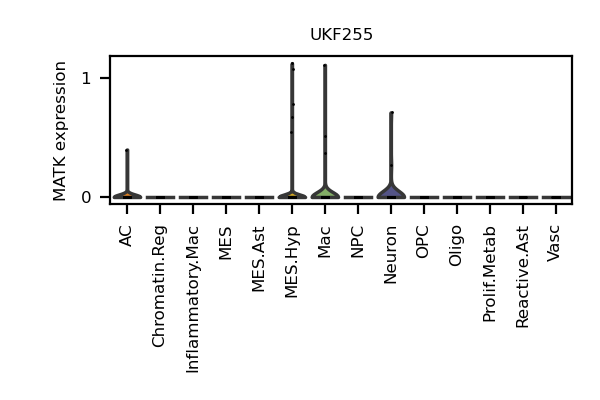 UKF255
MATK expression
1
0
AC
Chromatin.Reg
Inflammatory.Mac
MES
MES.Ast
MES.Hyp
Mac
NPC
Neuron
OPC
Oligo
Prolif.Metab
Reactive.Ast
Vasc